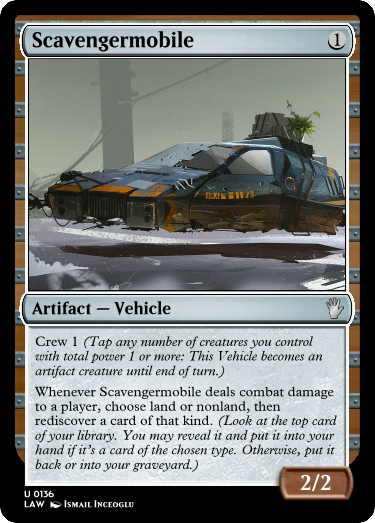 Scavengermobile 1
Artifact — Vehicle
Crew 1 (Tap any number of creatures you control
with total power 1 or more: This Vehicle becomes an
artifact creature until end of turn.)
Whenever Scavengermobile deals combat damage
to a player, choose land or nonland, then
rediscover a card of that kind. (Look at the top card
of your library. You may reveal it and put it into your
hand if it's a card of the chosen type. Otherwise, put it
back or into your graveyard.)
2/2
U 0136
LAW Ismail Inceoglu